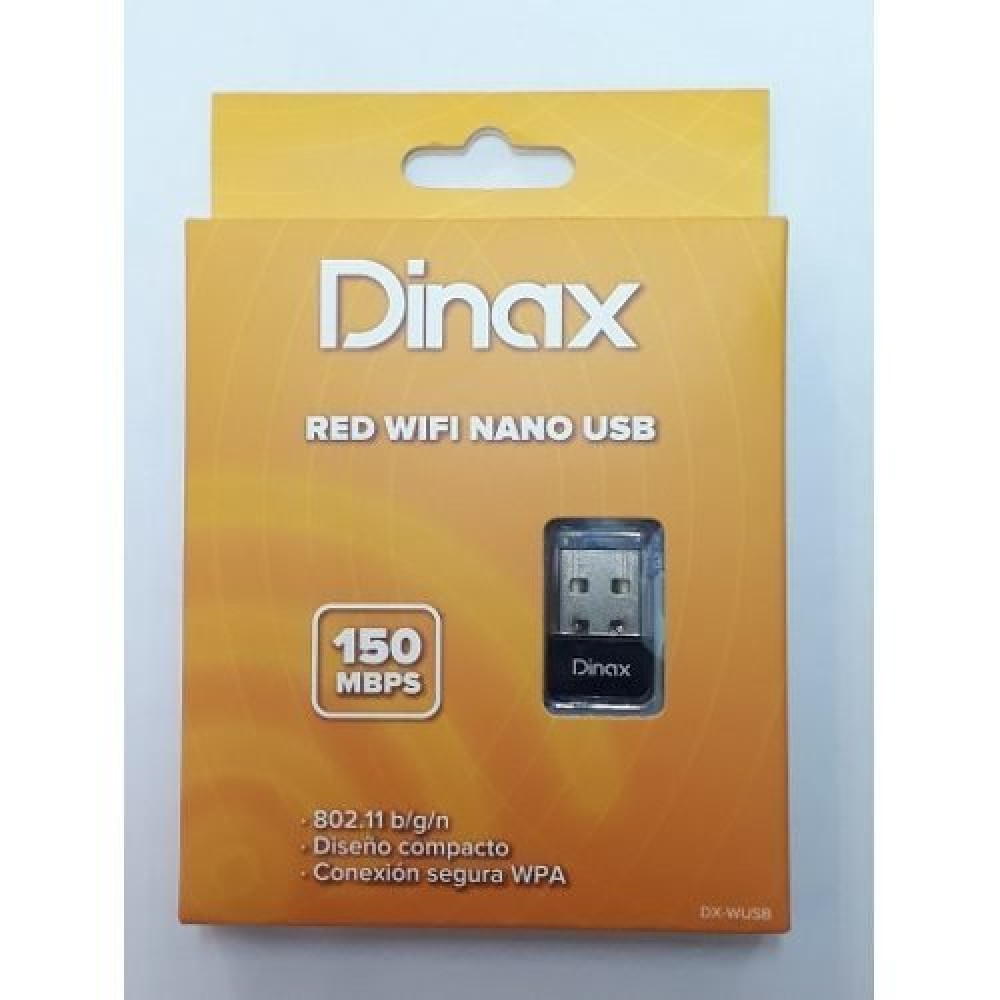 Dinax
RED WIFI NANO USB
150
MBPS
Dinax
· 802.11 b/g/n
· Diseño compacto
· Conexión segura WPA
DX-WUSB